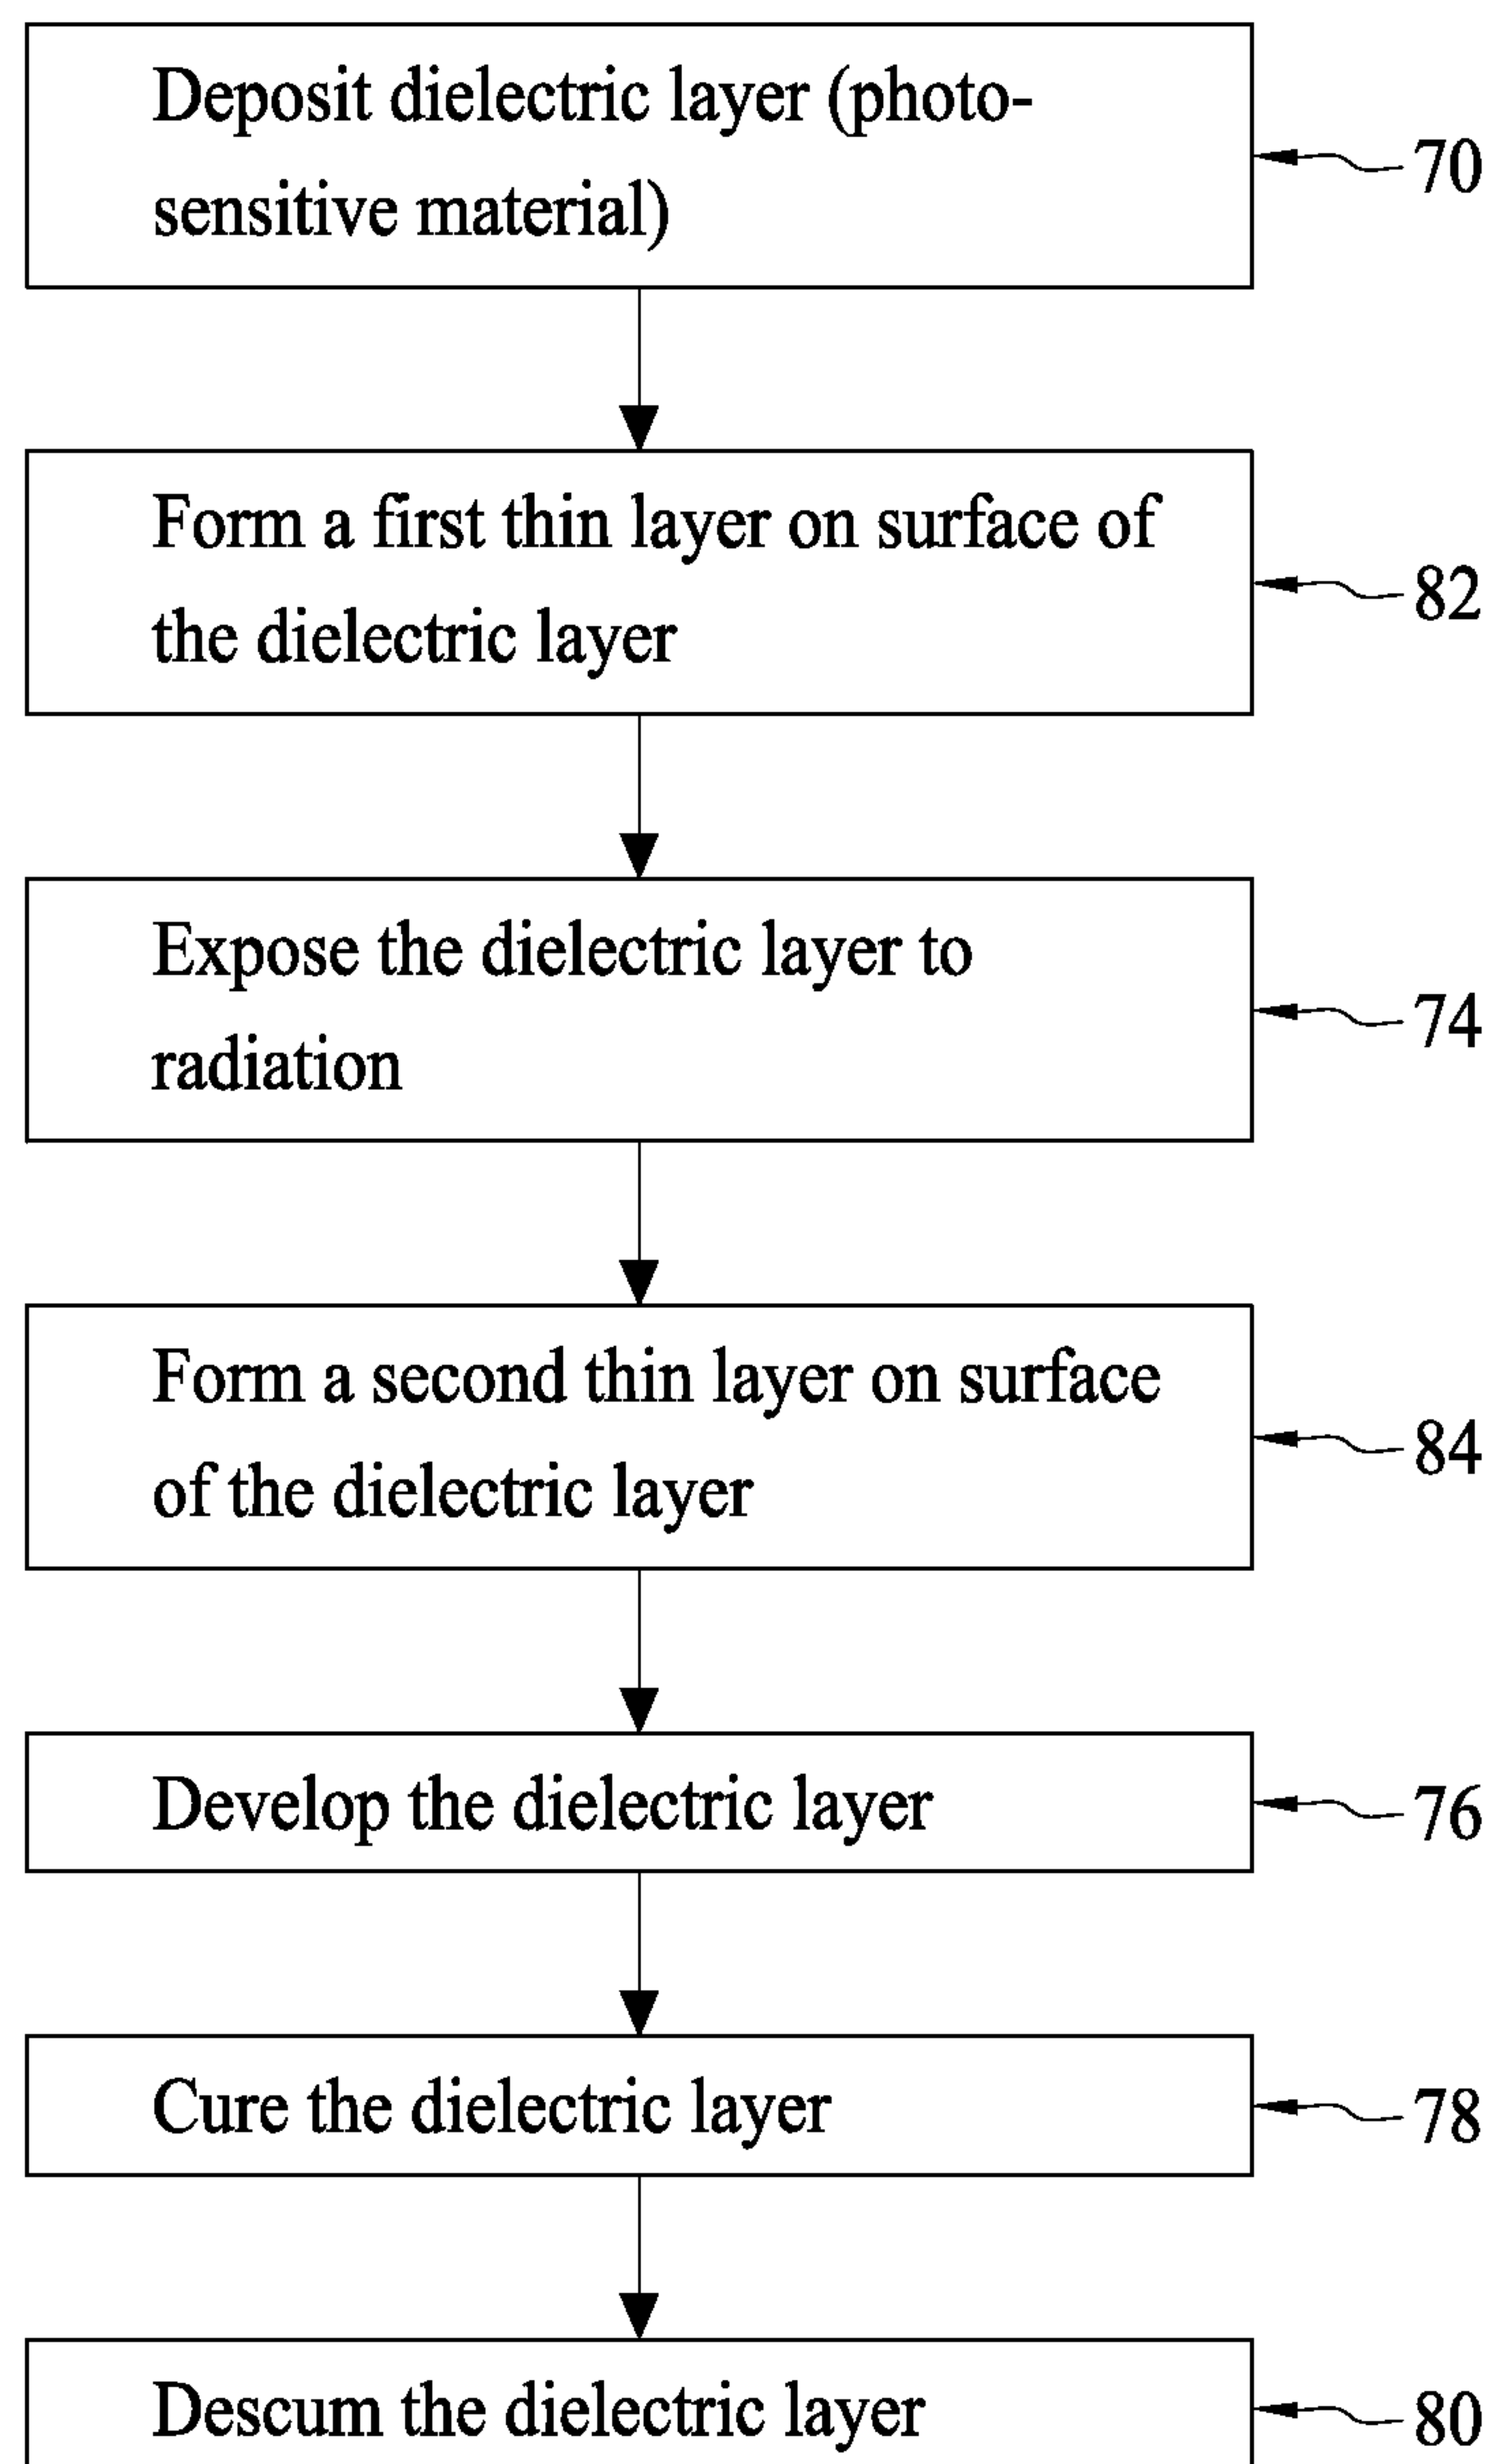 Deposit dielectric layer (photo-
sensitive material)
70
Form a first thin layer on surface of
the dielectric layer
82
Expose the dielectric layer to
radiation
74
Form a second thin layer on surface
of the dielectric layer
84
Develop the dielectric layer
76
Cure the dielectric layer
78
Descum the dielectric layer
80